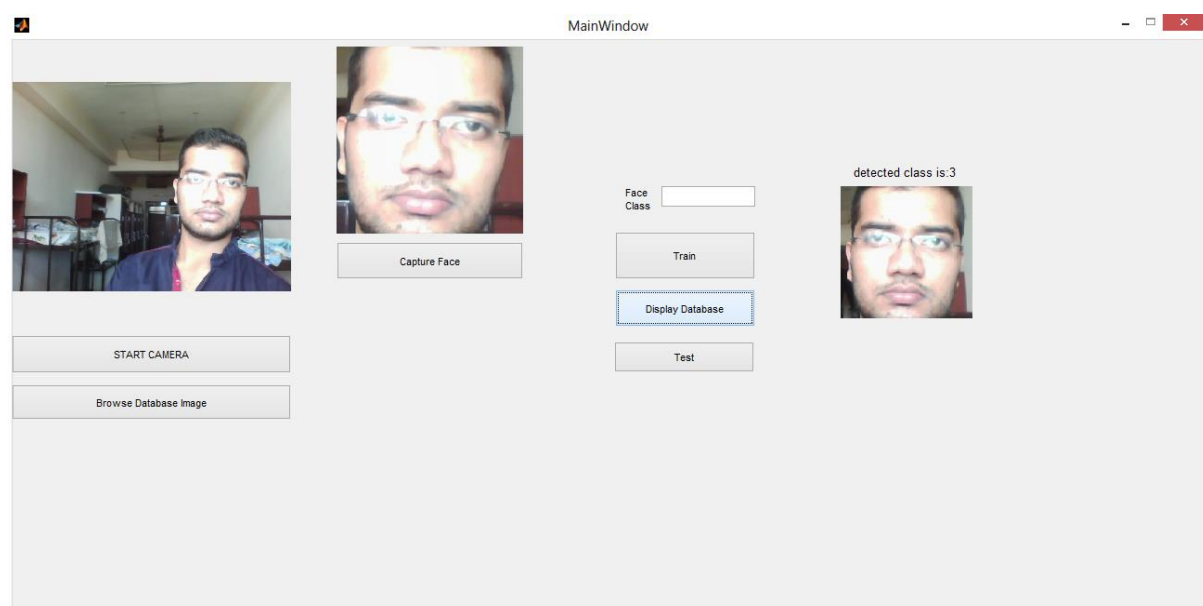 MainWindow
START CAMERA
Browse Database Image
Capture Face
Face
Class
Train
Display Database
Test
detected class is:3